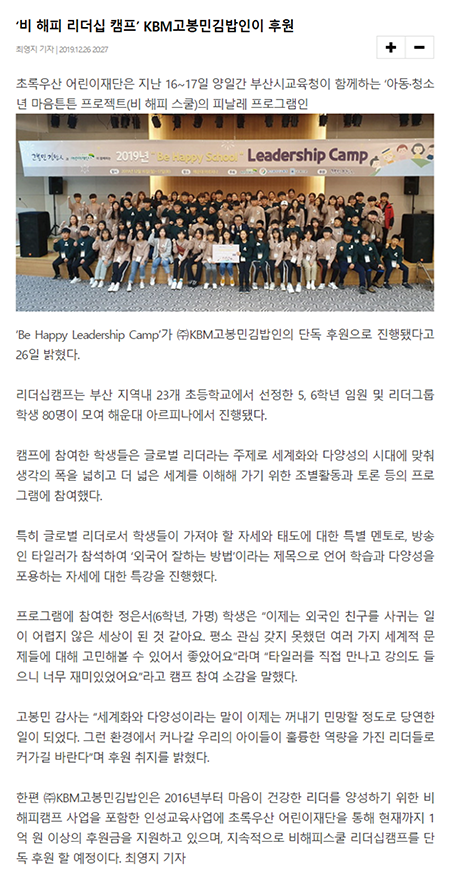 ‘비 해피 리더십 캠프’ KBM고봉민김밥인이 후원
최영지 기자 | 2019.12.26 20:27
초록우산 어린이재단은 지난 16~17일 양일간 부산시교육청이 함께하는 ‘아동·청소
년 마음튼튼 프로젝트(비 해피 스쿨)의 피날레 프로그램인
2019년 "Be Happy School" Leadership Camp
‘Be Happy Leadership Camp’가 ㈜KBM고봉민김밥인의 단독 후원으로 진행됐다고
26일 밝혔다.
리더십캠프는 부산 지역내 23개 초등학교에서 선정한 5, 6학년 임원 및 리더그룹
학생 80명이 모여 해운대 아르피나에서 진행됐다.
캠프에 참여한 학생들은 글로벌 리더라는 주제로 세계화와 다양성의 시대에 맞춰
생각의 폭을 넓히고 더 넓은 세계를 이해해 가기 위한 조별활동과 토론 등의 프로
그램에 참여했다.
특히 글로벌 리더로서 학생들이 가져야 할 자세와 태도에 대한 특별 멘토로, 방송
인 타일러가 참석하여 ‘외국어 잘하는 방법’이라는 제목으로 언어 학습과 다양성을
포용하는 자세에 대한 특강을 진행했다.
프로그램에 참여한 정은서(6학년, 가명) 학생은 “이제는 외국인 친구를 사귀는 일
이 어렵지 않은 세상이 된 것 같아요. 평소 관심 갖지 못했던 여러 가지 세계적 문
제들에 대해 고민해볼 수 있어서 좋았어요”라며 “타일러를 직접 만나고 강의도 들
으니 너무 재미있었어요”라고 캠프 참여 소감을 말했다.
고봉민 감사는 “세계화와 다양성이라는 말이 이제는 꺼내기 민망할 정도로 당연한
일이 되었다. 그런 환경에서 커나갈 우리의 아이들이 훌륭한 역량을 가진 리더들로
커가길 바란다”며 후원 취지를 밝혔다.
한편 ㈜KBM고봉민김밥인은 2016년부터 마음이 건강한 리더를 양성하기 위한 비
해피캠프 사업을 포함한 인성교육사업에 초록우산 어린이재단을 통해 현재까지 1
억 원 이상의 후원금을 지원하고 있으며, 지속적으로 비해피스쿨 리더십캠프를 단
독 후원 할 예정이다. 최영지 기자